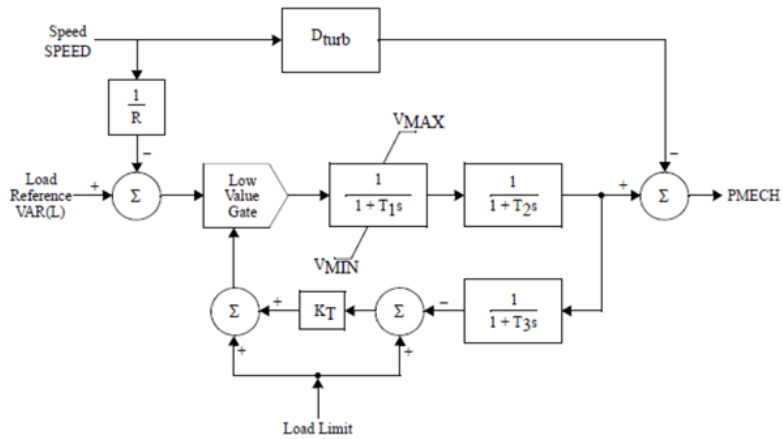 Speed
SPEED
Dturb
1
R
−
VMAX
Load
Reference
VAR(L)
+
Σ
Low
Value
Gate
1
1 + T1s
1
1 + T2s
+
−
Σ
PMECH
VMIN
Σ
+
KT
Σ
−
1
1 + T3s
+
+
Load Limit